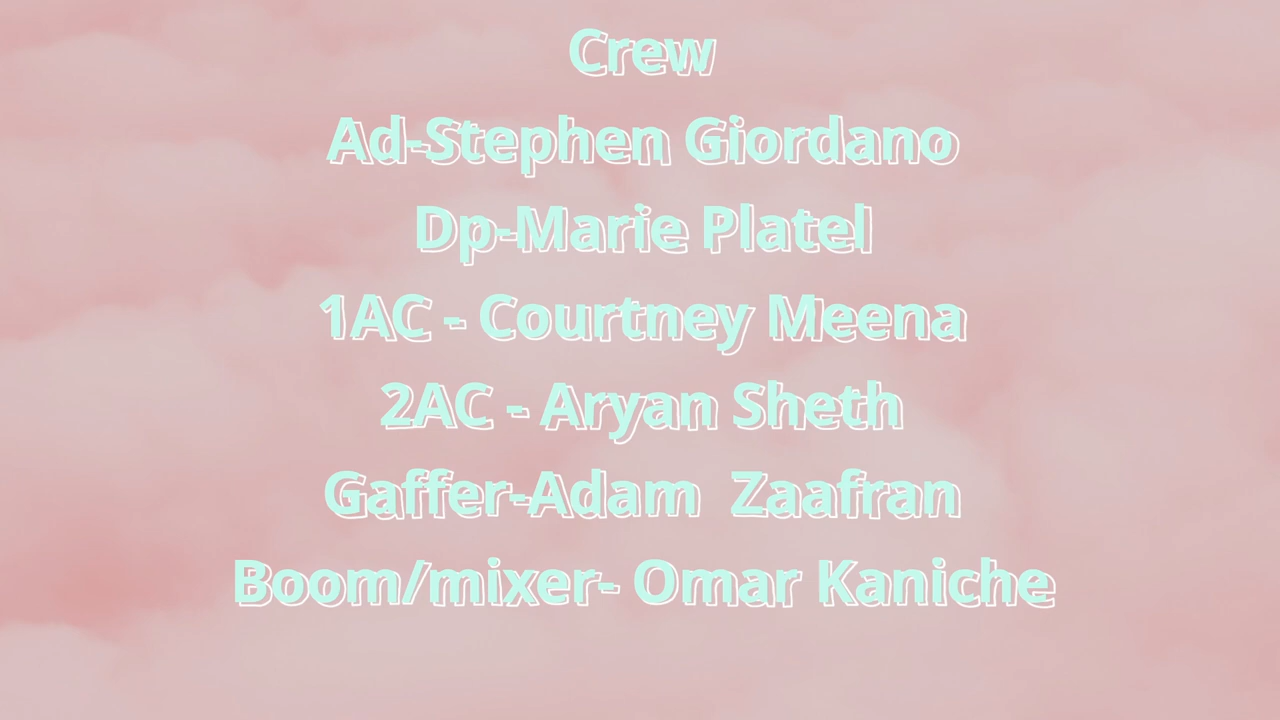 Crew
Ad-Stephen Giordano
Dp-Marie Platel
1AC - Courtney Meena
2AC - Aryan Sheth
Gaffer-Adam  Zaafran
Boom/mixer- Omar Kaniche